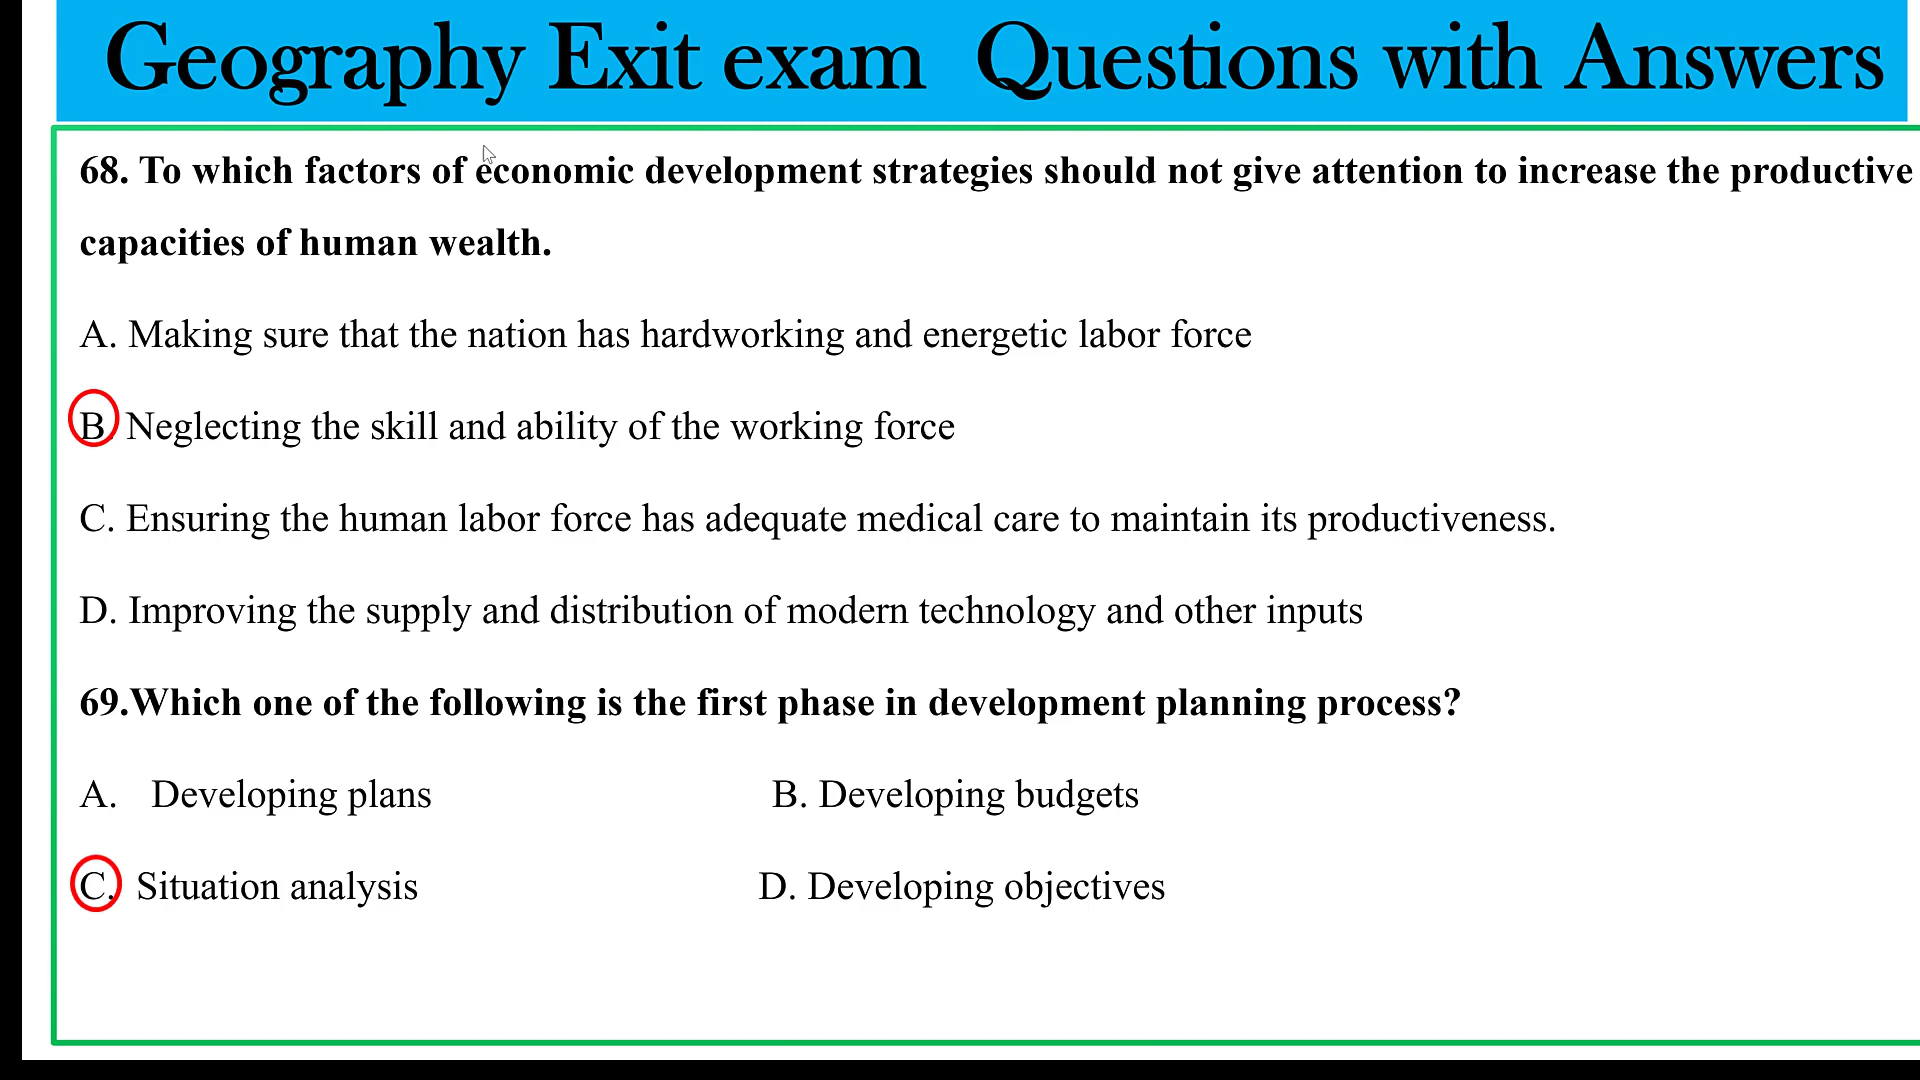 Geography Exit exam Questions with Answers
68. To which factors of economic development strategies should not give attention to increase the productive
capacities of human wealth.
A. Making sure that the nation has hardworking and energetic labor force
B. Neglecting the skill and ability of the working force
C. Ensuring the human labor force has adequate medical care to maintain its productiveness.
D. Improving the supply and distribution of modern technology and other inputs
69.Which one of the following is the first phase in development planning process?
A. Developing plans B. Developing budgets
C. Situation analysis D. Developing objectives